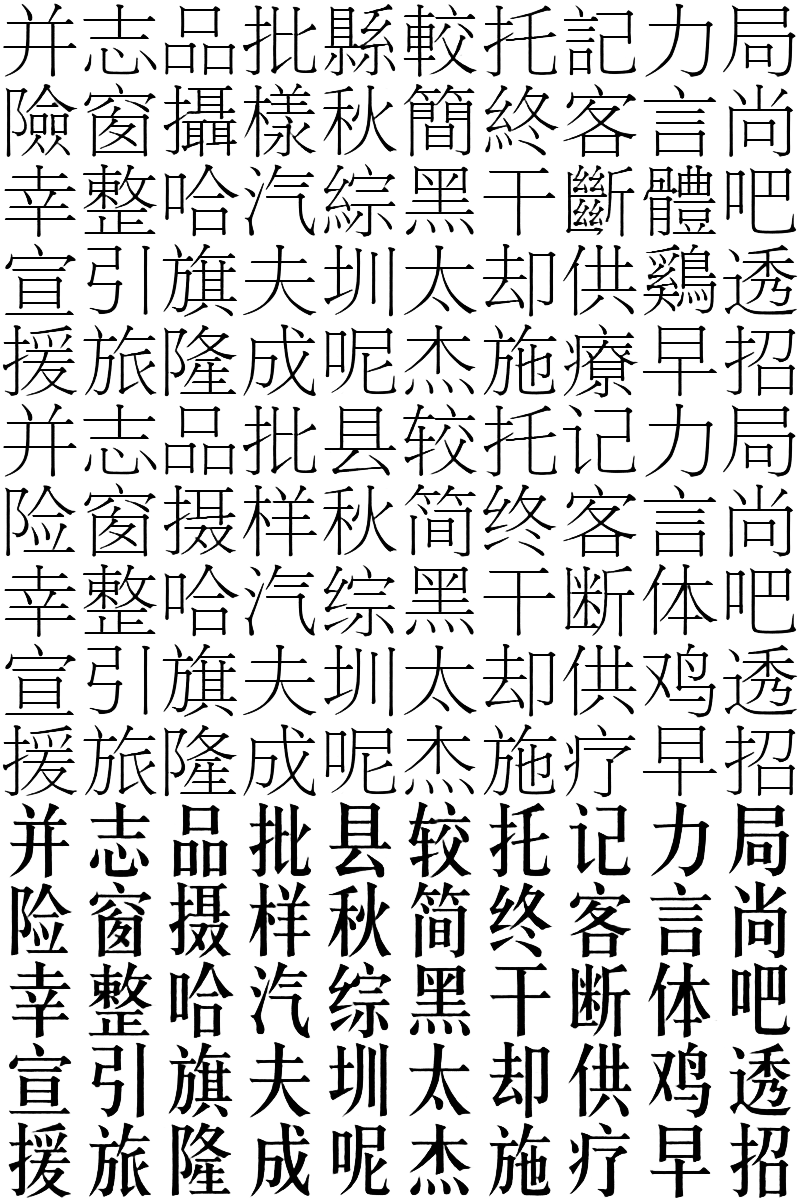 并志品批縣較托記力局
險窗攝樣秋簡終客言尚
幸整哈汽綜黑干斷體吧
宣引旗夫圳太却供鷄透
援旅隆成呢杰施療早招
并志品批县较托记力局
险窗摄样秋简终客言尚
幸整哈汽综黑干断体吧
宣引旗夫圳太却供鸡透
援旅隆成呢杰施疗早招
并志品批县较托记力局
险窗摄样秋简终客言尚
幸整哈汽综黑干断体吧
宣引旗夫圳太却供鸡透
援旅隆成呢杰施疗早招